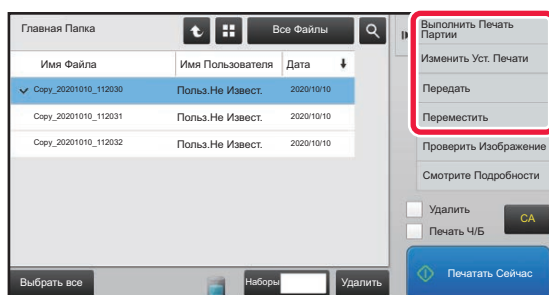 Главная Папка
Все Файлы
Имя Файла
Имя Пользователя
Дата
Copy_20201010_112030
Польз.Не Извест.
2020/10/10
Copy_20201010_112031
Польз.Не Извест.
2020/10/10
Copy_20201010_112032
Польз.Не Извест.
2020/10/10
Выбрать все
Наборы
Удалить
Выполнить Печать
Партии
Изменить Уст. Печати
Передать
Переместить
Проверить Изображение
Смотрите Подробности
Удалить
Печать Ч/Б
CA
Печатать Сейчас